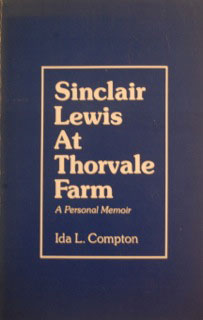 Sinclair
Lewis
At
Thorvale
Farm
A Personal Memoir
Ida L. Compton